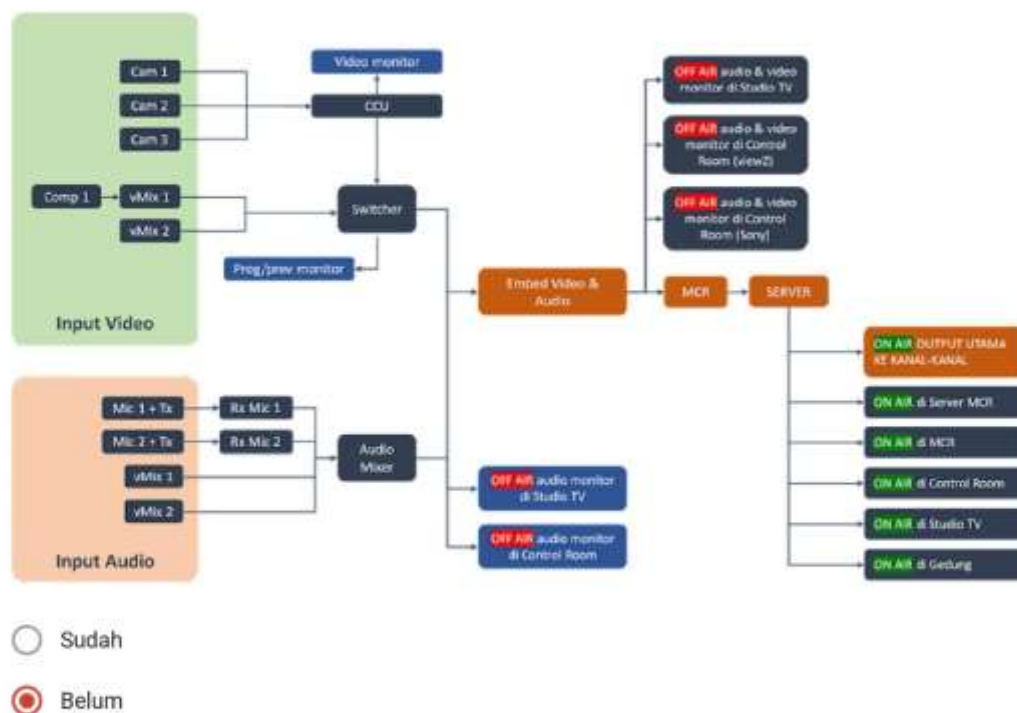 Cam 1
Cam 2
Cam 3
Video monitor
CCU
Comp 1
vMix 1
vMix 2
Switcher
Prog/prev monitor
Input Video
Mic 1 + Tx
Mic 2 + Tx
vMix 1
vMix 2
Rx Mic 1
Rx Mic 2
Audio
Mixer
Input Audio
OFF AIR audio & video
monitor di Studio TV
OFF AIR audio & video
monitor di Control
Room (view2)
OFF AIR audio & video
monitor di Control
Room (Sony)
Embed Video &
Audio
MCR
SERVER
OFF AIR audio monitor
di Studio TV
OFF AIR audio monitor
di Control Room
ON AIR OUTPUT UTAMA
KE KANAL-KANAL
ON AIR di Server MCR
ON AIR di MCR
ON AIR di Control Room
ON AIR di Studio TV
ON AIR di Gedung
Sudah
Belum